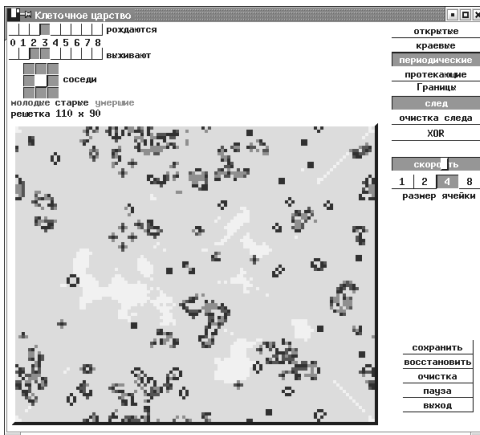 Клеточное царство
рождаются
0 1 2 3 4 5 6 7 8
выживают
соседи
молодые старые умершие
решетка 110 x 90
открытые
краевые
периодические
протекающие
Границы
след
очистка следа
XOR
скорость
1 2 4 8
размер ячейки
сохранить
восстановить
очистка
пауза
выход